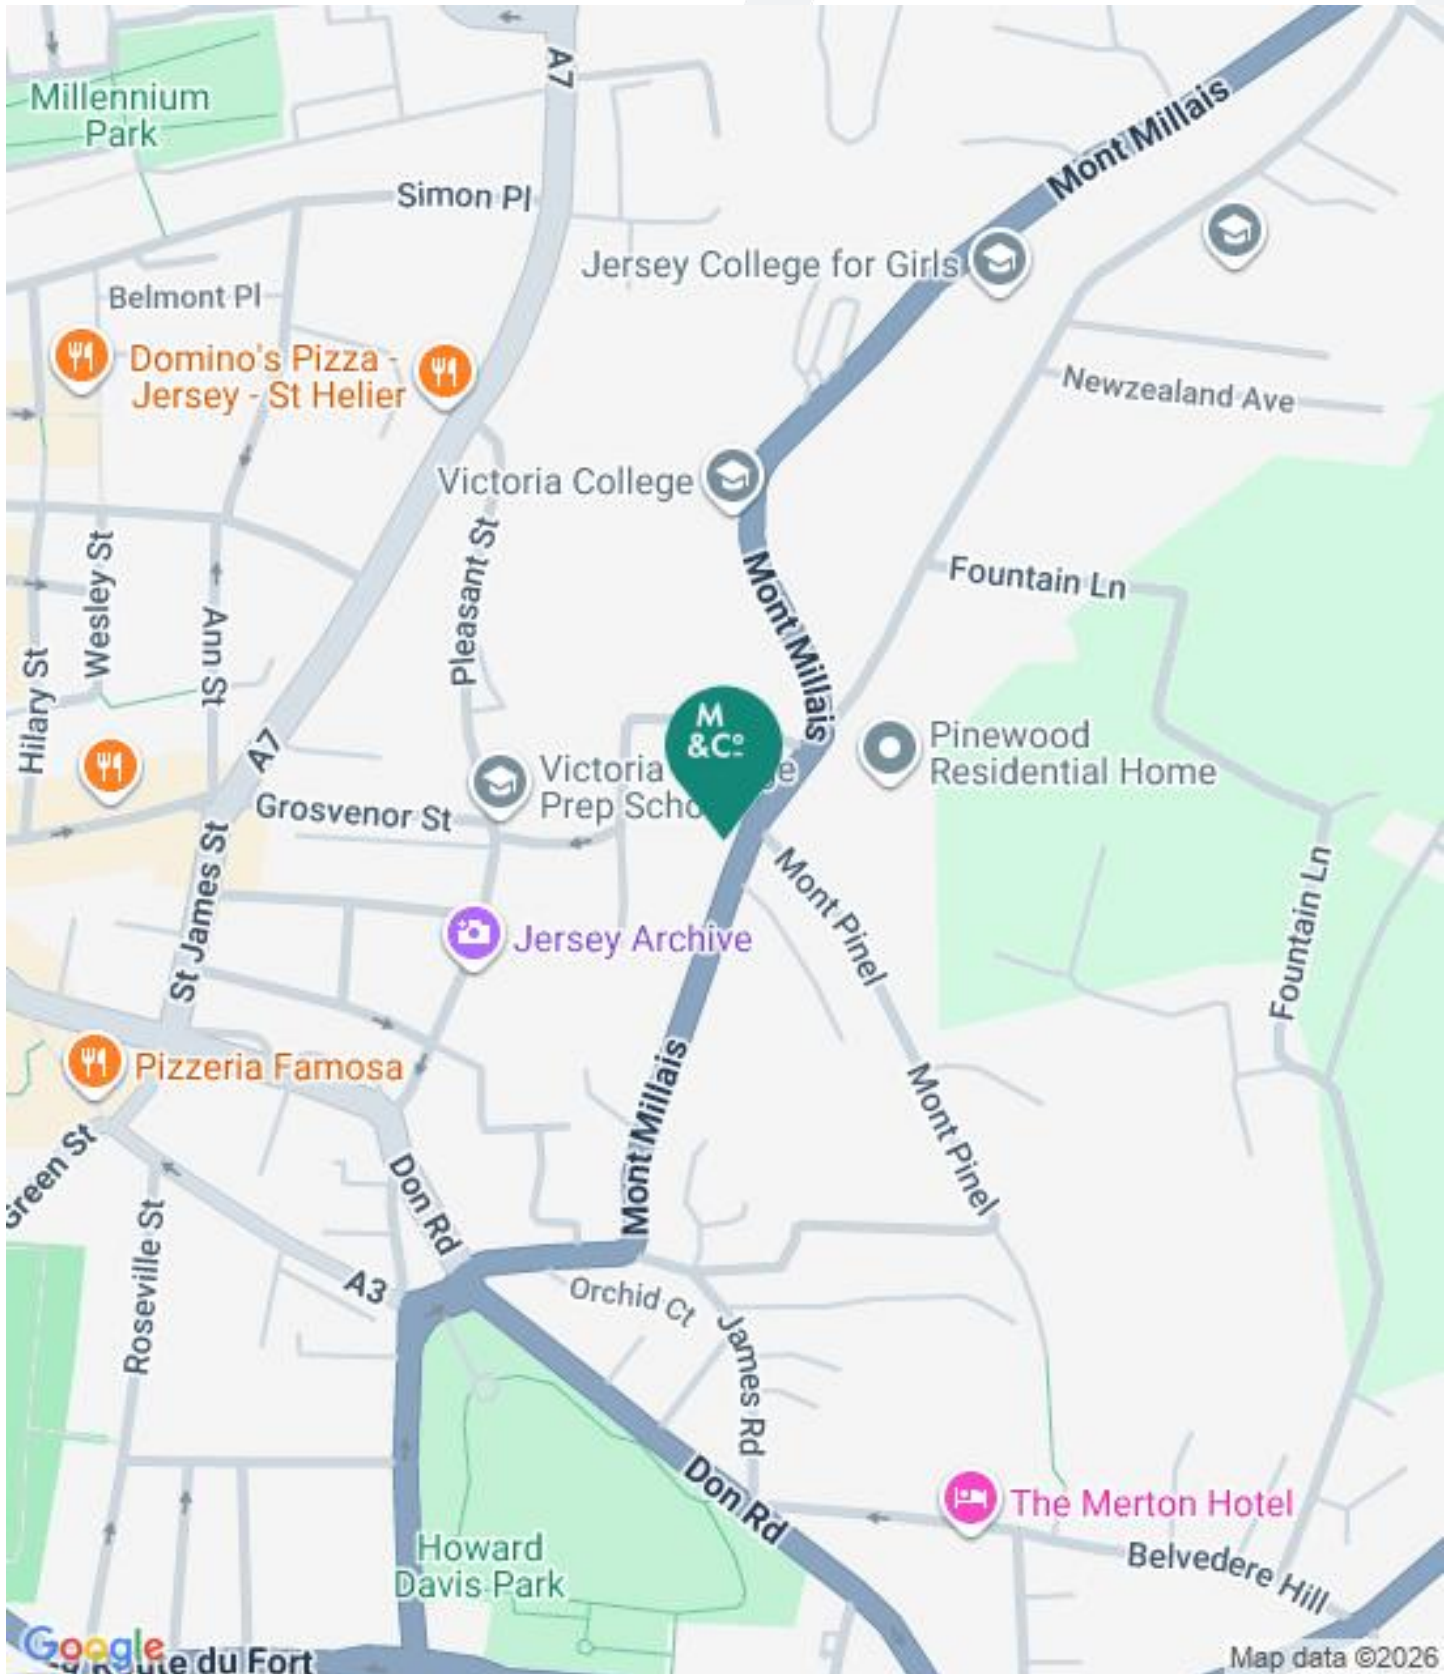 A7
Millennium
Park
Mont Millais
Simon Pl
Jersey College for Girls
Belmont Pl
Domino's Pizza -
Jersey - St Helier
Newzealand Ave
Victoria College
Pleasant St
Wesley St
Mont Millais
Fountain Ln
Ann St
Hilary St
M
&Cº
A7
Pinewood
Residential Home
Victoria
Prep
Grosvenor St
St James St
Mont Pinel
Fountain Ln
Jersey Archive
Pizzeria Famosa
Mont Millais
Mont Pinel
Green St
Don Rd
Roseville St
A3
Orchid Ct
James Rd
Don Rd
The Merton Hotel
Howard
Davis Park
Belvedere Hill
Google
Route du Fort
Map data ©2026